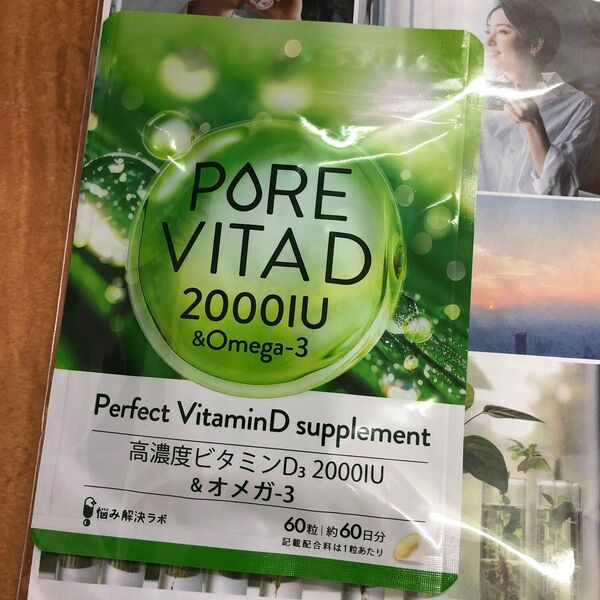 PORE
VITA D
2000IU
&Omega-3
Perfect VitaminD supplement
高濃度ビタミンD₃ 2000IU
&オメガ-3
悩み解決ラボ
60粒 | 約60日分
記載配合料は1粒あたり